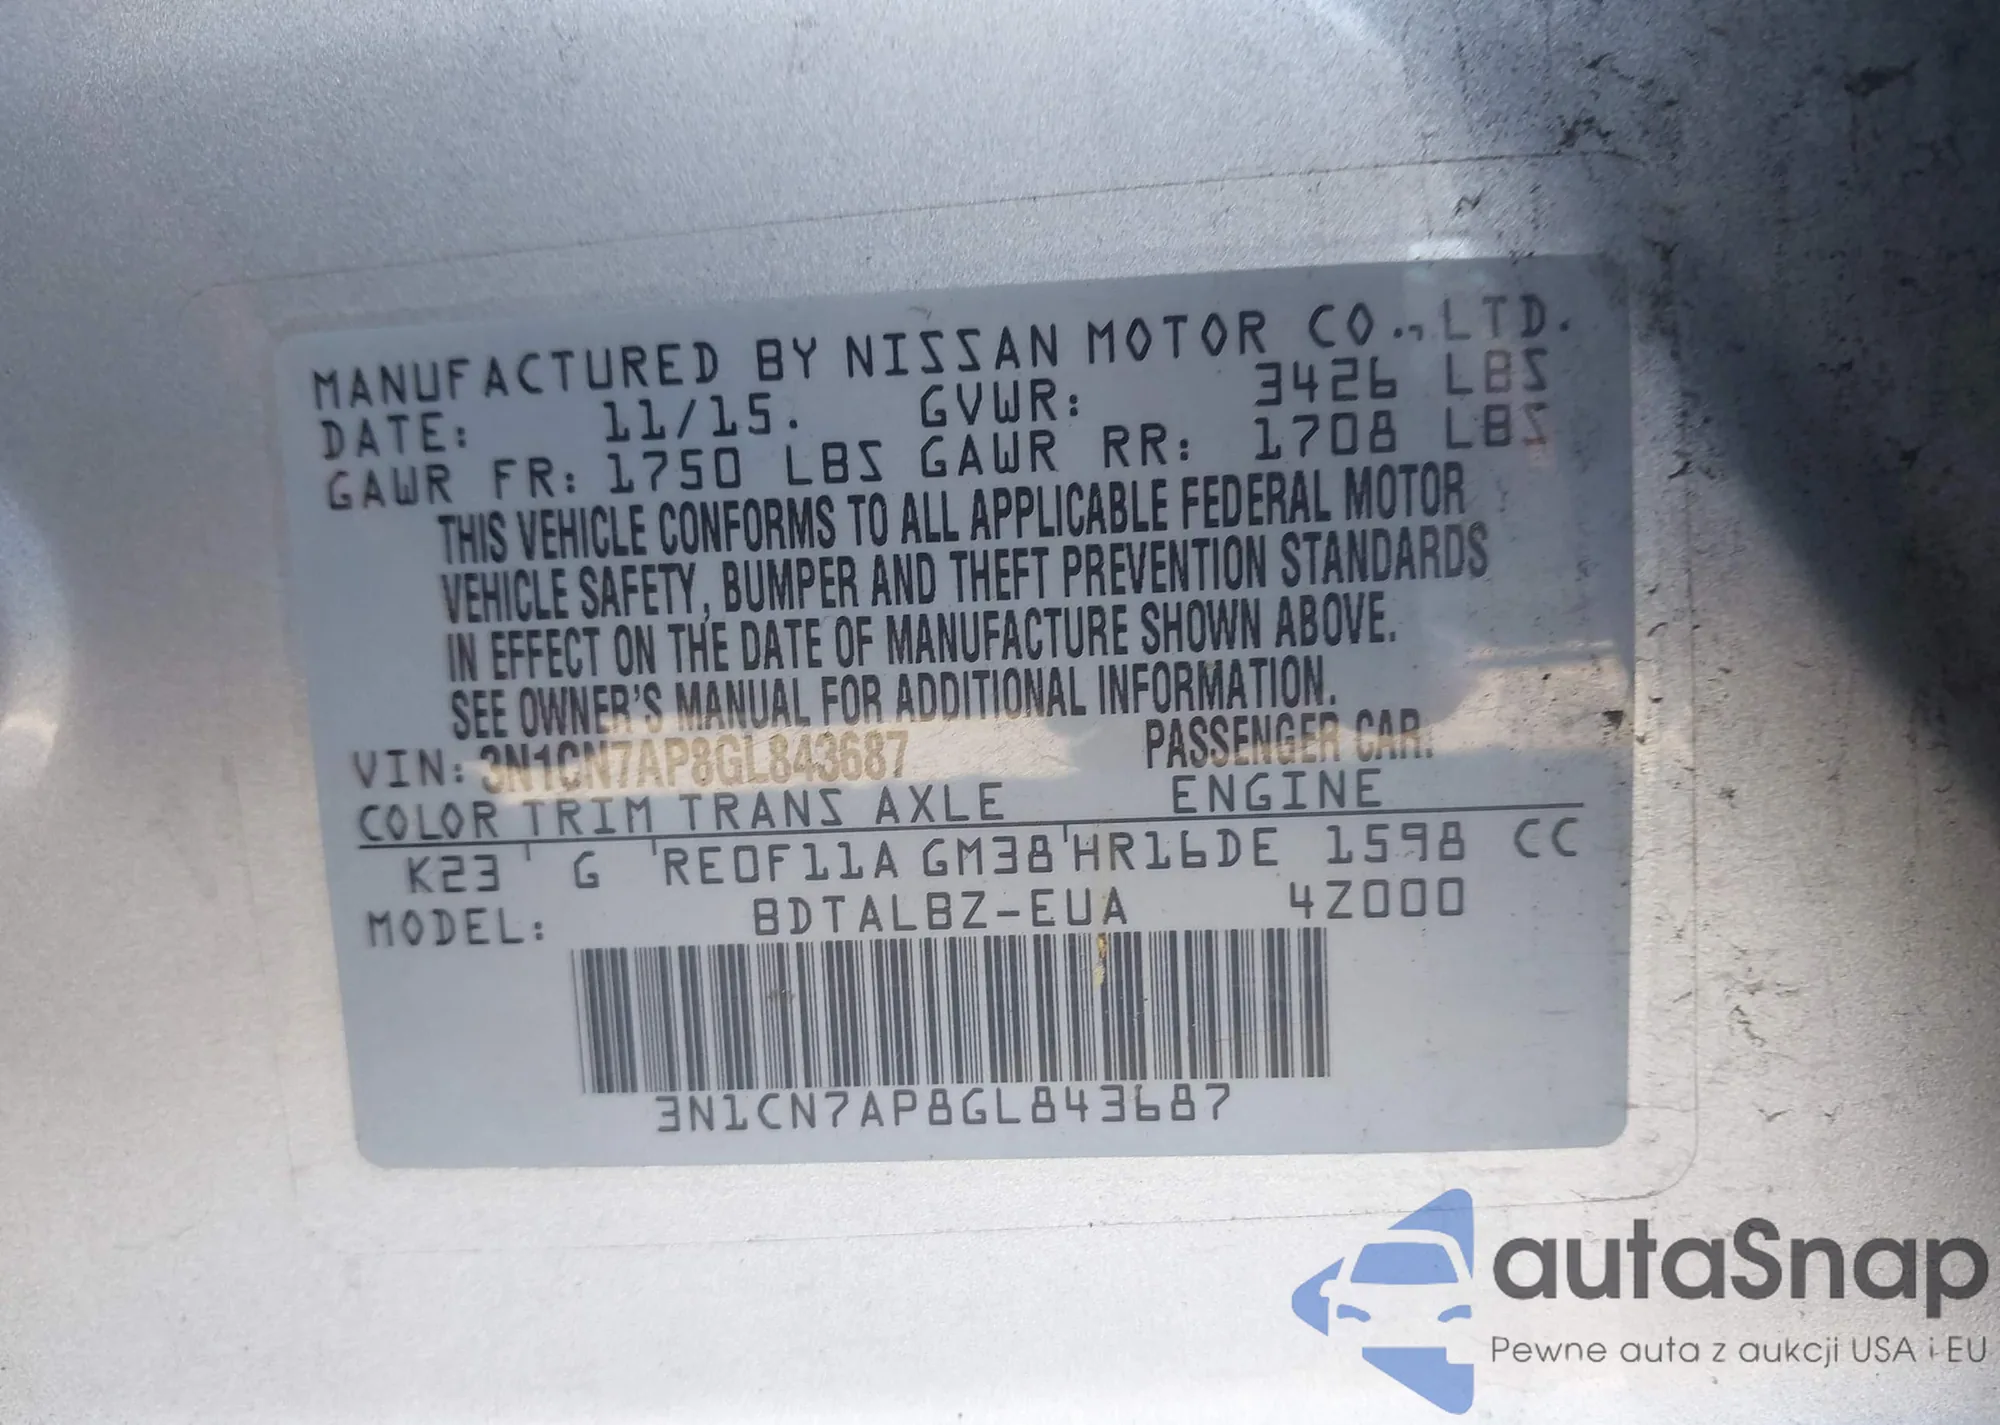 MANUFACTURED BY NISSAN MOTOR CO., LTD.
DATE: 11/15. GVWR: 3426 LBS
GAWR FR: 1750 LBS GAWR RR: 1708 LBS
THIS VEHICLE CONFORMS TO ALL APPLICABLE FEDERAL MOTOR
VEHICLE SAFETY, BUMPER AND THEFT PREVENTION STANDARDS
IN EFFECT ON THE DATE OF MANUFACTURE SHOWN ABOVE.
SEE OWNER'S MANUAL FOR ADDITIONAL INFORMATION.
VIN: 3N1CN7AP8GL843687 PASSENGER CAR.
COLOR TRIM TRANS AXLE ENGINE
K23 G RE0F11A GM38 HR16DE 1598 CC
MODEL: BDTALBZ-EUA 4Z000
3N1CN7AP8GL843687
autaSnap
Pewne auta z aukcji USA i EU